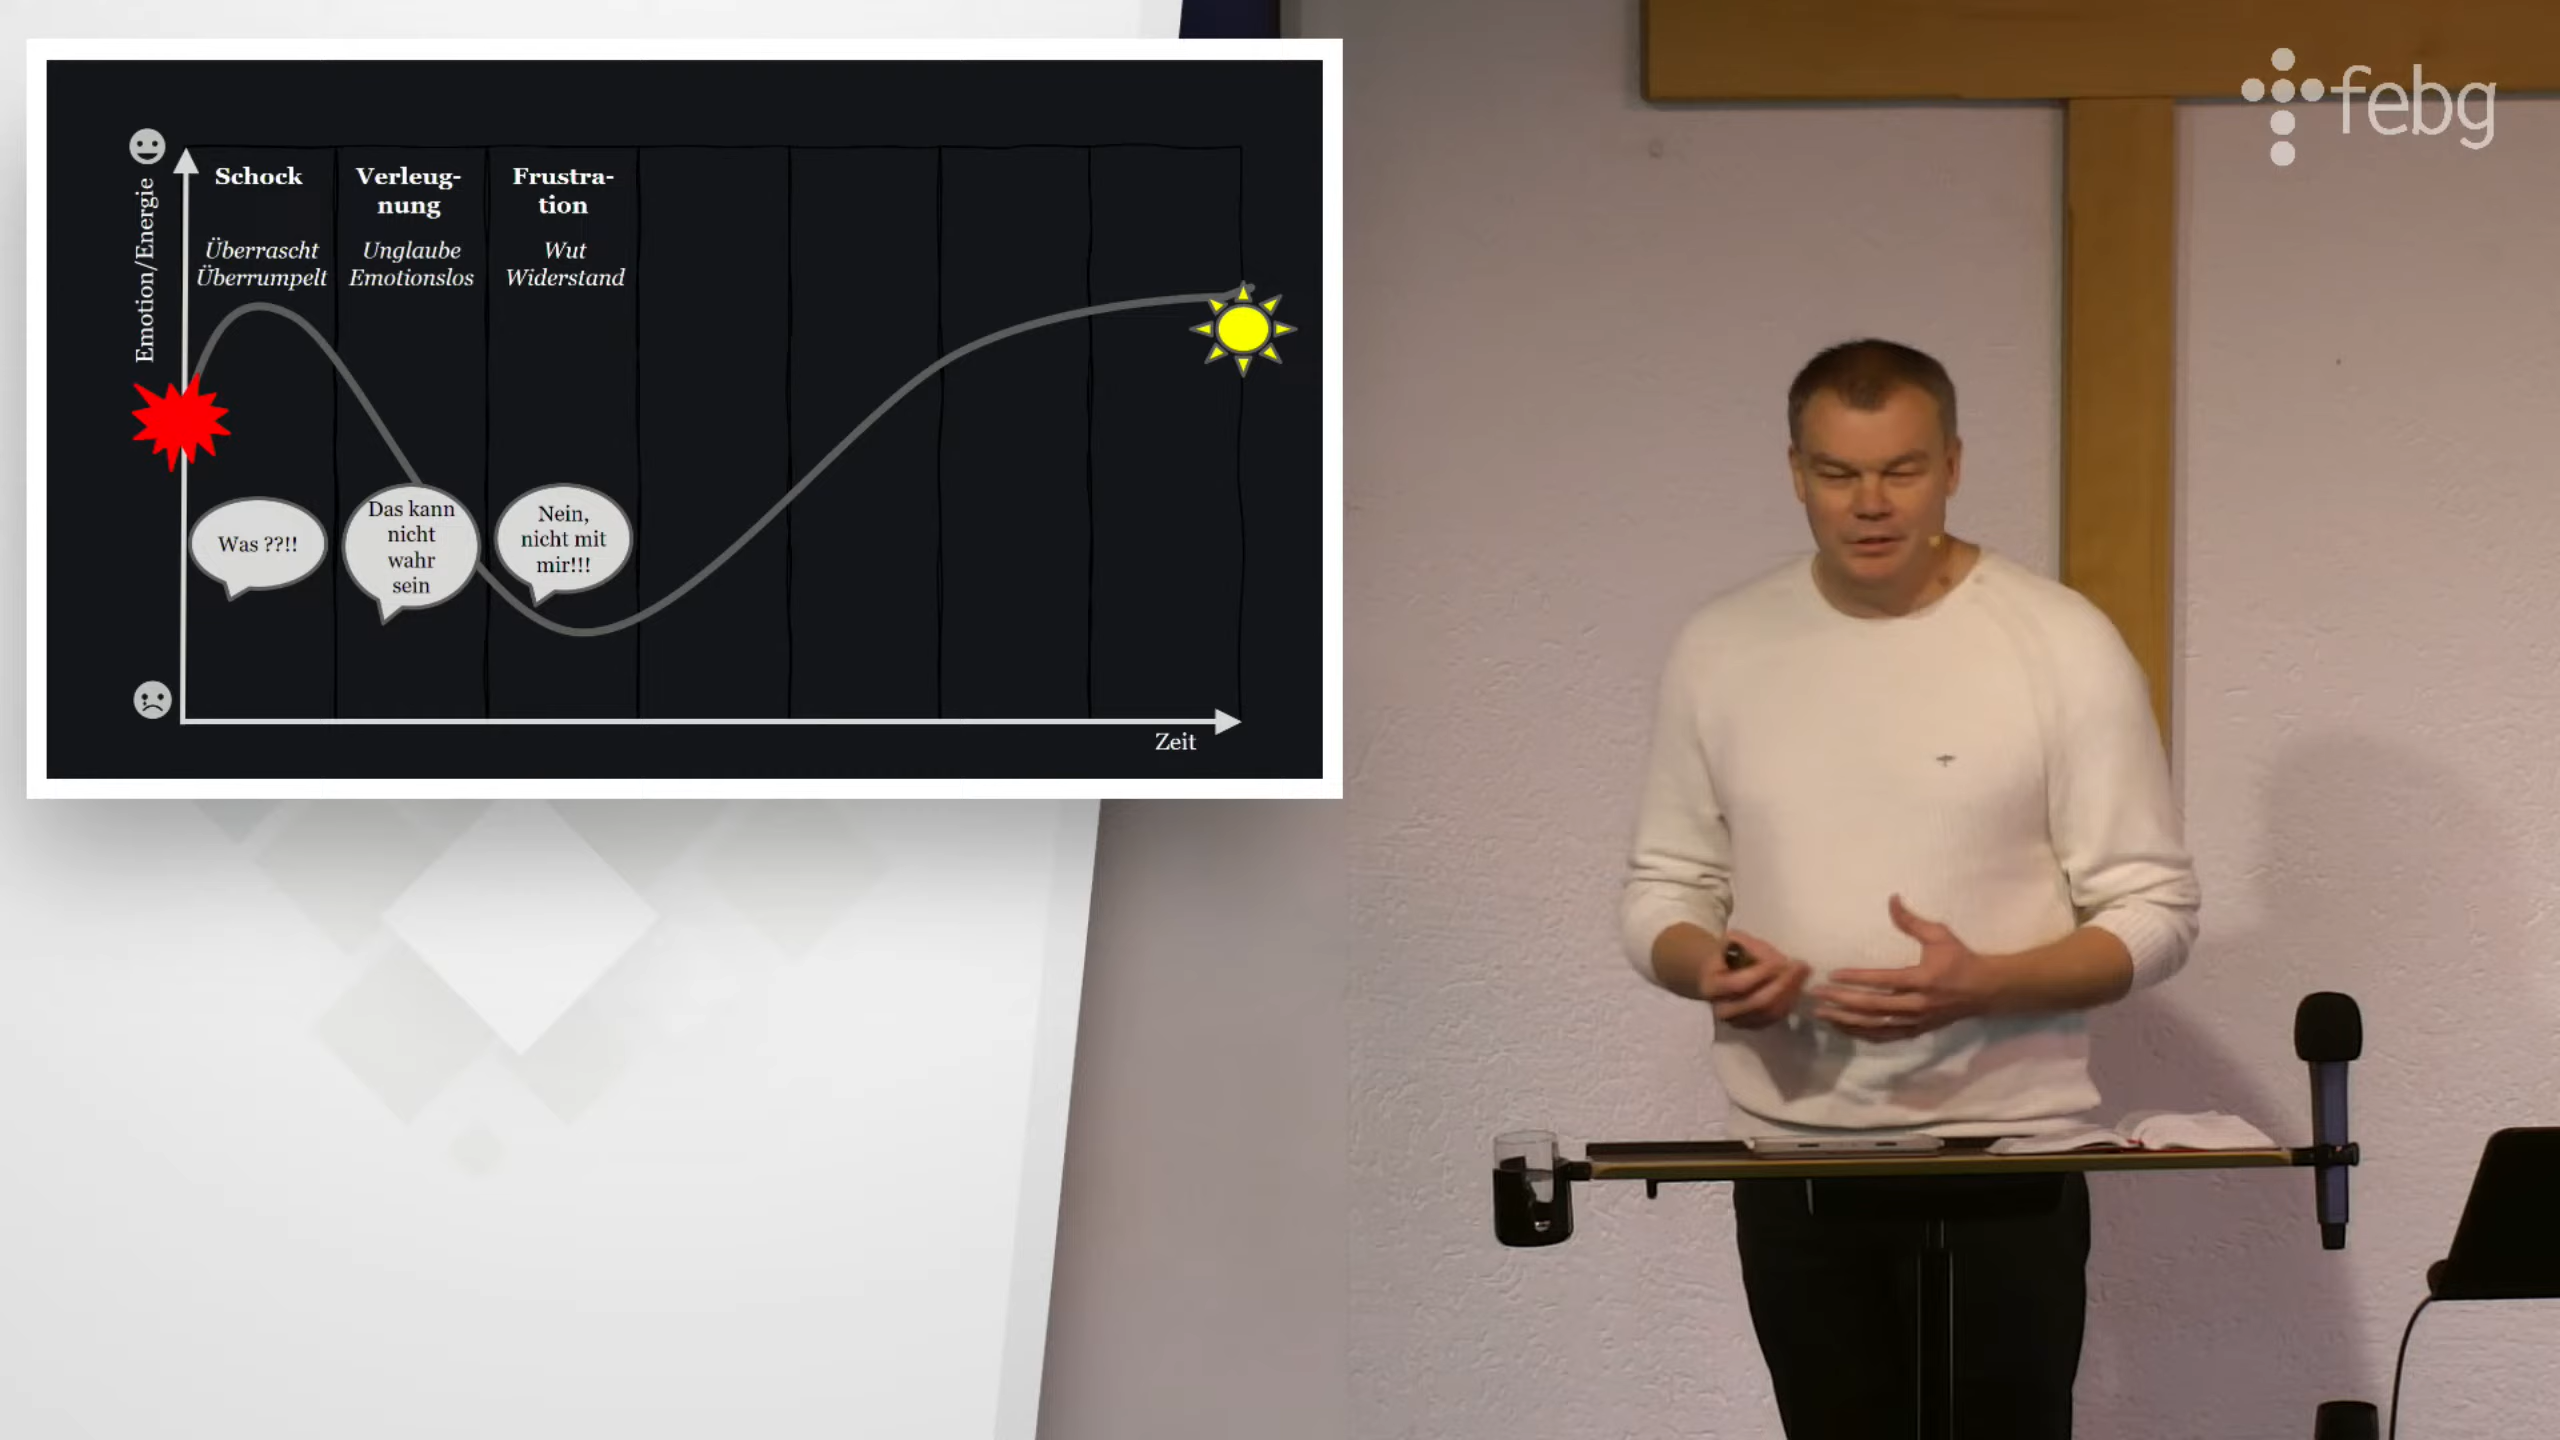 febg
Emotion/Energie
Schock
Überrascht
Überrumpelt
Verleug-
nung
Unglaube
Emotionslos
Frustra-
tion
Wut
Widerstand
Was ??!!
Das kann
nicht
wahr
sein
Nein,
nicht mit
mir!!!
Zeit